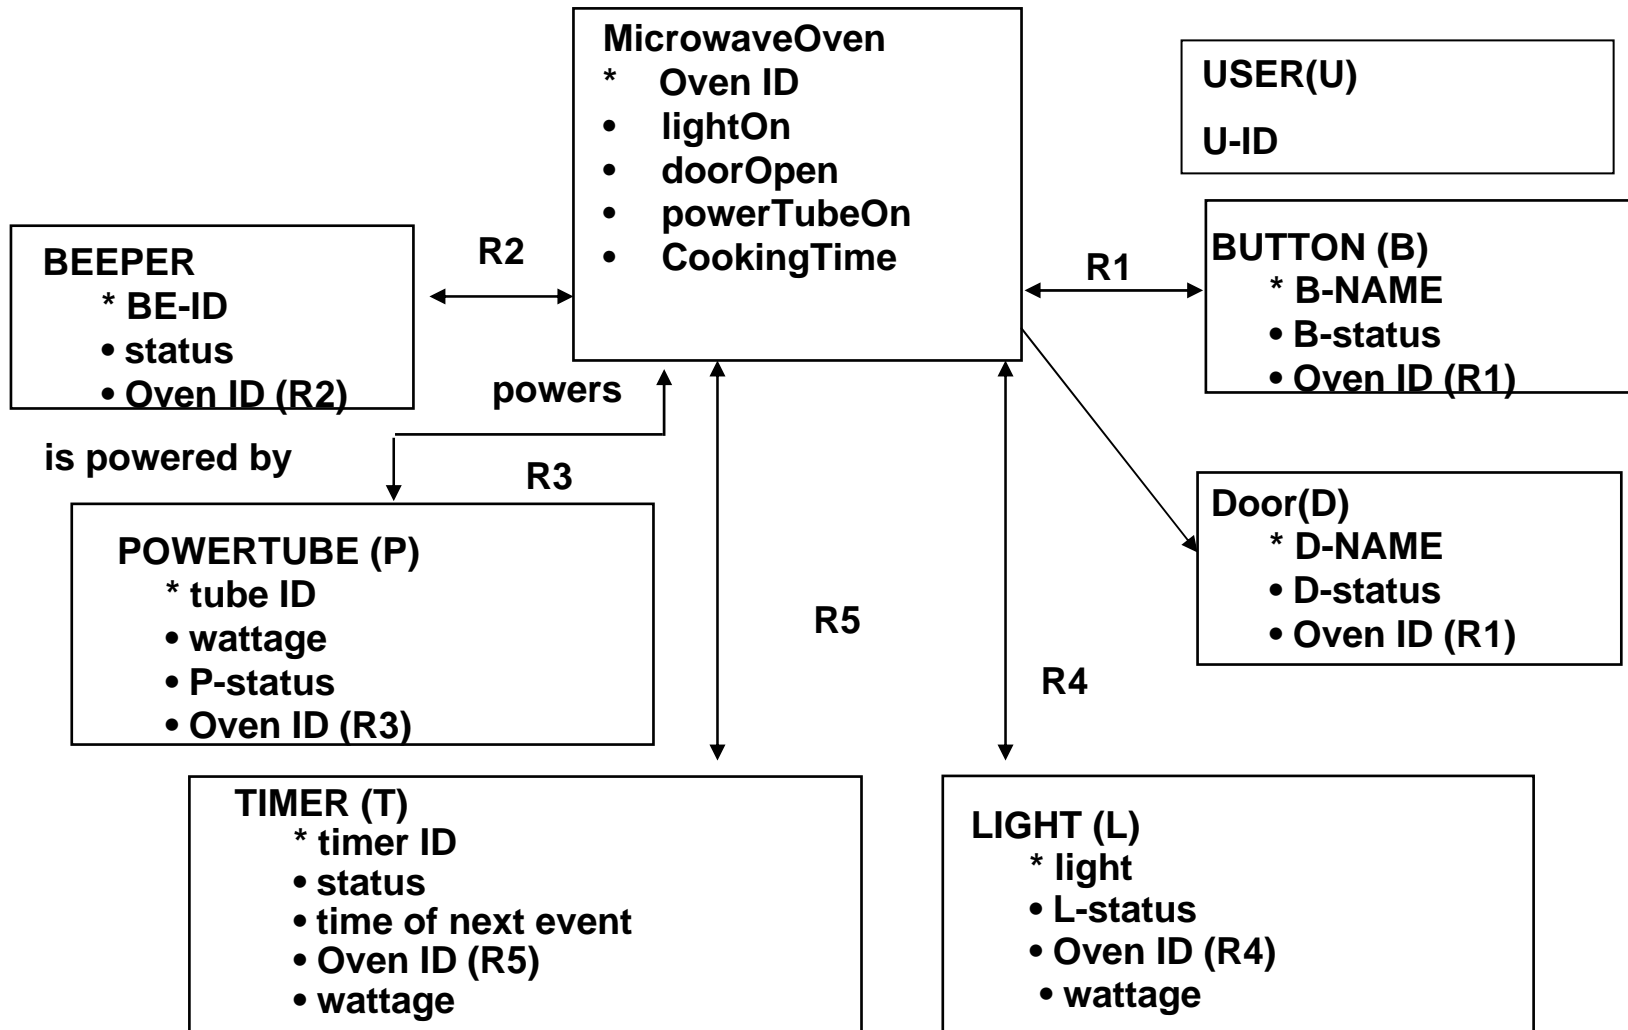 MicrowaveOven
* Oven ID
• lightOn
• doorOpen
• powerTubeOn
• CookingTime
USER(U)
U-ID
BEEPER
* BE-ID
• status
• Oven ID (R2)
R2
R1
BUTTON (B)
* B-NAME
• B-status
• Oven ID (R1)
powers
is powered by
R3
POWERTUBE (P)
* tube ID
• wattage
• P-status
• Oven ID (R3)
R5
R4
Door(D)
* D-NAME
• D-status
• Oven ID (R1)
TIMER (T)
* timer ID
• status
• time of next event
• Oven ID (R5)
• wattage
LIGHT (L)
* light
• L-status
• Oven ID (R4)
• wattage